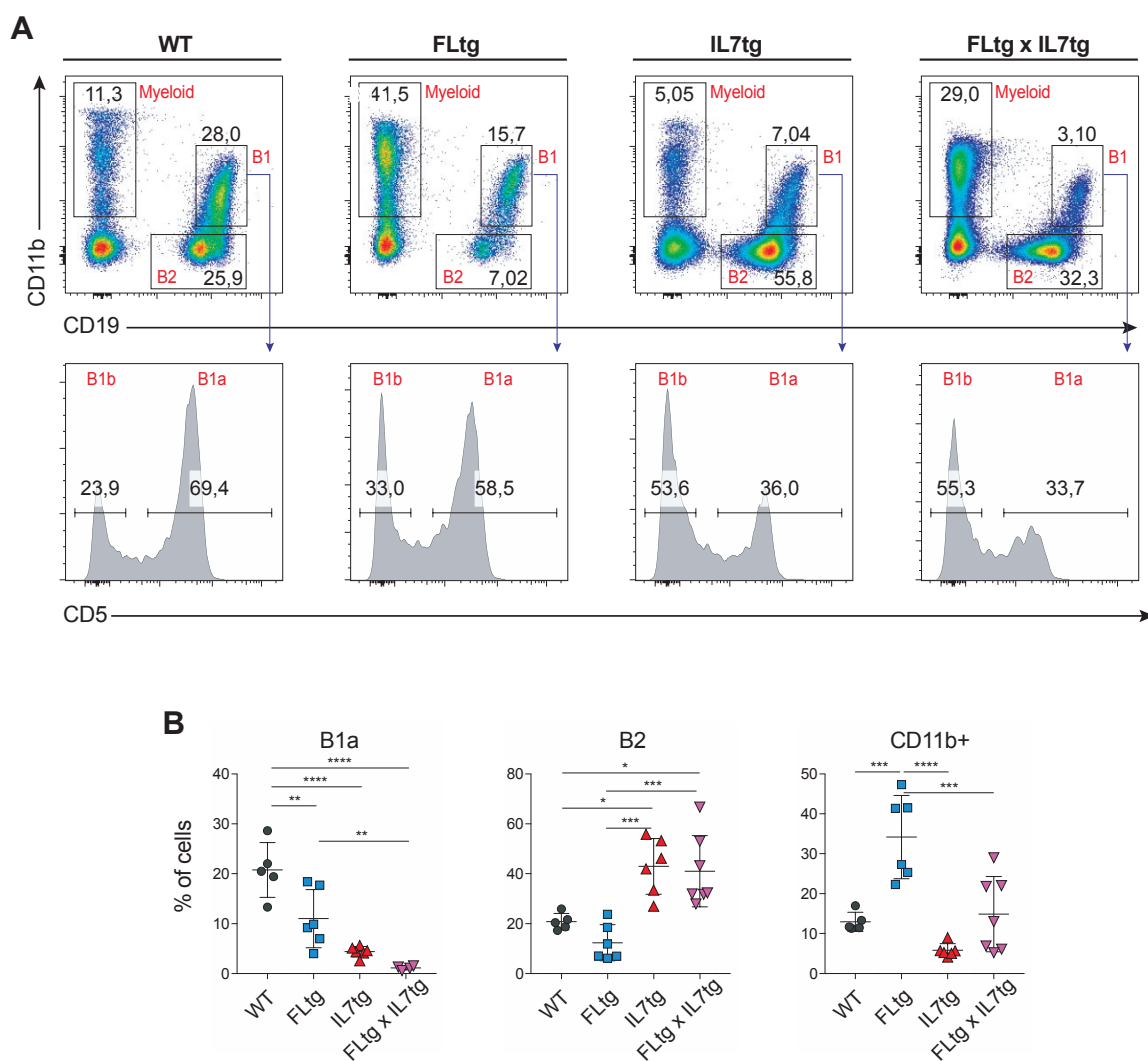 A
WT
FLtg
IL7tg
FLtg x IL7tg
11,3
Myeloid
28,0
B1
B2
25,9
41,5
Myeloid
15,7
B1
B2
7,02
5,05
Myeloid
7,04
B1
B2
55,8
29,0
Myeloid
3,10
B1
B2
32,3
CD11b
CD19
B1b
B1a
23,9
69,4
B1b
B1a
33,0
58,5
B1b
B1a
53,6
36,0
B1b
B1a
55,3
33,7
CD5
B
B1a
% of cells
40
30
20
10
0
****
****
**
**
WT
FLtg
IL7tg
FLtg x IL7tg
B2
80
60
40
20
0
*
***
*
***
WT
FLtg
IL7tg
FLtg x IL7tg
CD11b+
50
40
30
20
10
0
***
****
***
WT
FLtg
IL7tg
FLtg x IL7tg